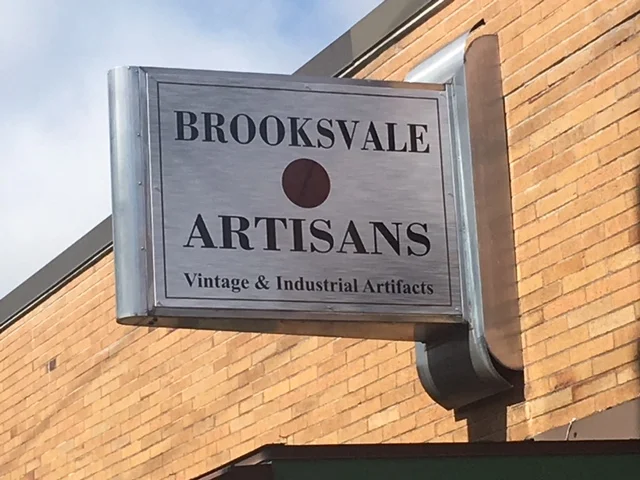 BROOKSVALE
ARTISANS
Vintage & Industrial Artifacts